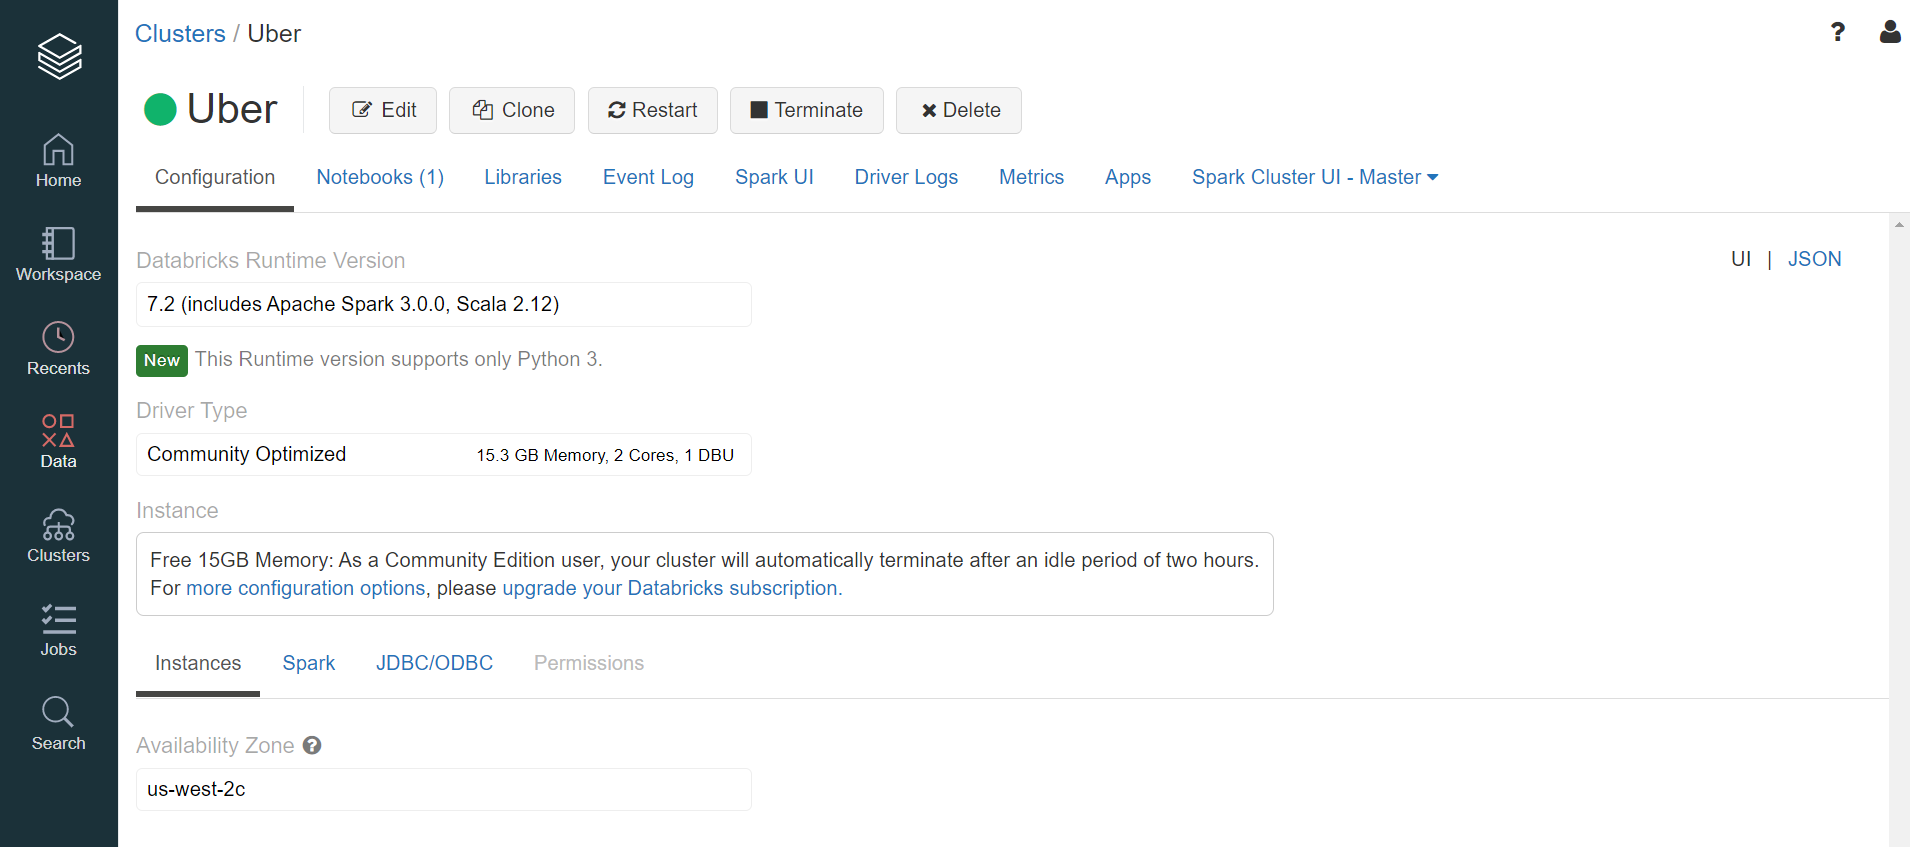 Clusters / Uber
?
Uber
Edit
Clone
Restart
Terminate
Delete
Configuration
Notebooks (1)
Libraries
Event Log
Spark UI
Driver Logs
Metrics
Apps
Spark Cluster UI - Master
Home
Workspace
Recents
Data
Clusters
Jobs
Search
UI | JSON
Databricks Runtime Version
7.2 (includes Apache Spark 3.0.0, Scala 2.12)
New This Runtime version supports only Python 3.
Driver Type
Community Optimized 15.3 GB Memory, 2 Cores, 1 DBU
Instance
Free 15GB Memory: As a Community Edition user, your cluster will automatically terminate after an idle period of two hours.
For more configuration options, please upgrade your Databricks subscription.
Instances
Spark
JDBC/ODBC
Permissions
Availability Zone ?
us-west-2c